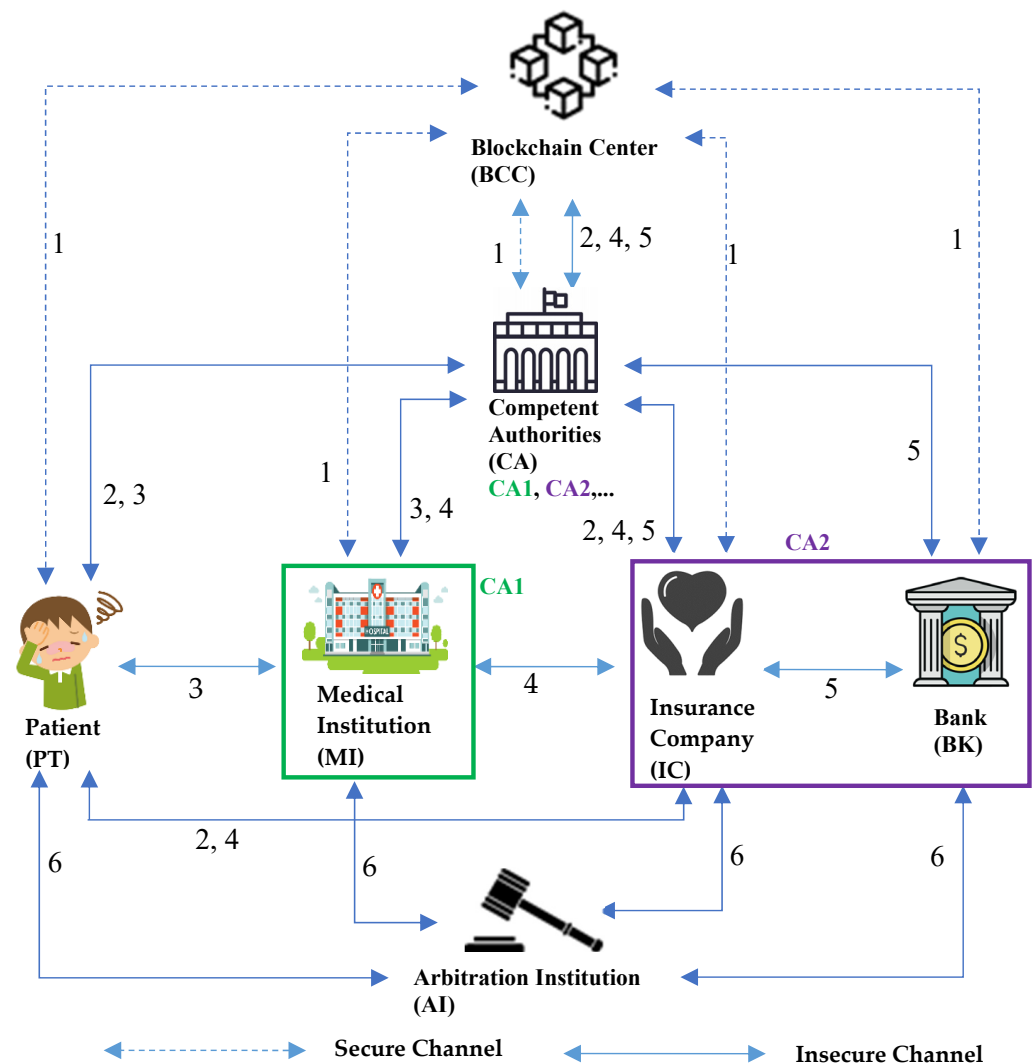 Blockchain Center
(BCC)
1
1
2, 4, 5
1
1
Competent
Authorities
(CA)
CA1, CA2,...
1
2, 3
3, 4
2, 4, 5
5
CA1
CA2
HOSPITAL
$
3
4
5
Patient
(PT)
Medical
Institution
(MI)
Insurance
Company
(IC)
Bank
(BK)
2, 4
6
6
6
6
Arbitration Institution
(AI)
Secure Channel
Insecure Channel